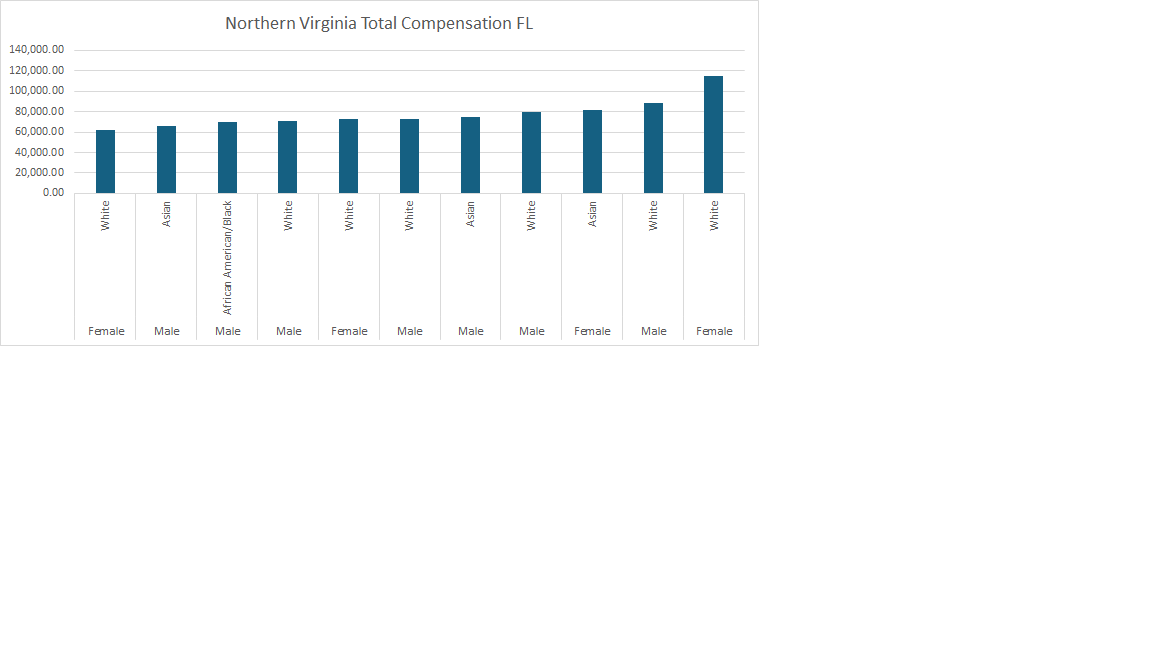 Northern Virginia Total Compensation FL
140,000.00
120,000.00
100,000.00
80,000.00
60,000.00
40,000.00
20,000.00
0.00
White
Asian
African American/Black
White
White
White
Asian
White
Asian
White
White
Female
Male
Male
Male
Female
Male
Male
Male
Female
Male
Female